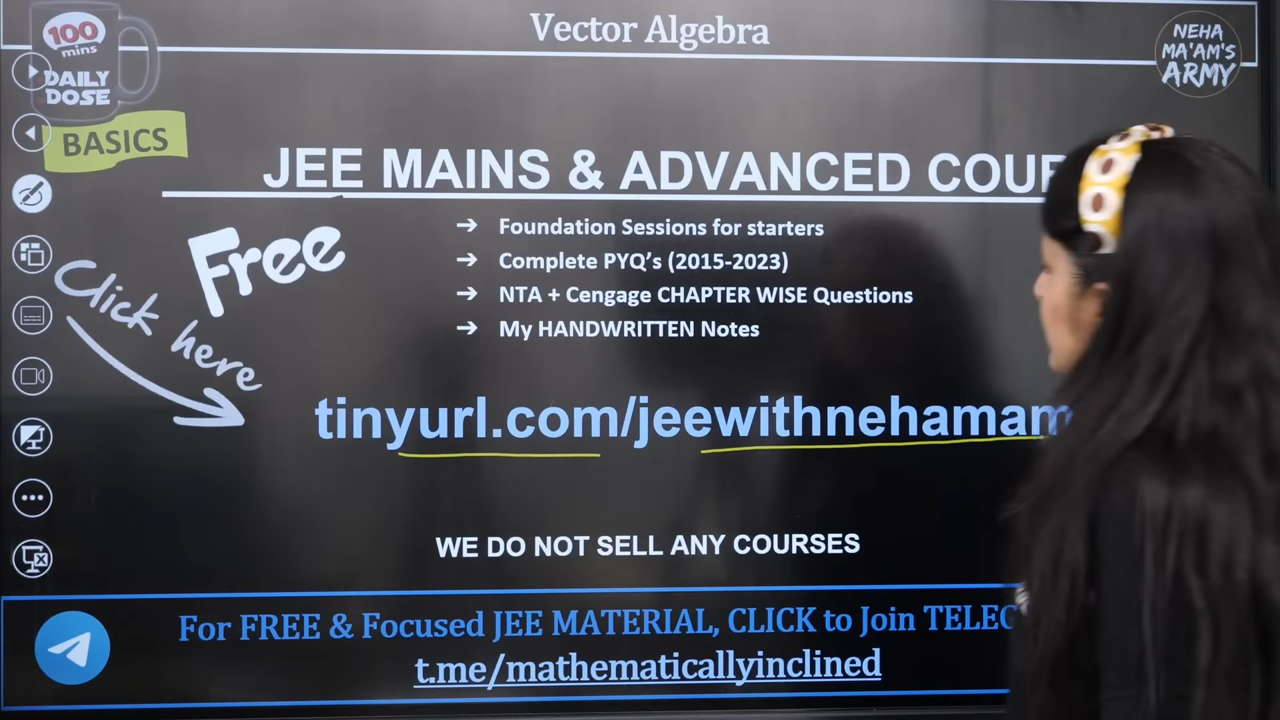 Vector Algebra
100
mins
DAILY
DOSE
NEHA
MA'AM'S
ARMY
BASICS
JEE MAINS & ADVANCED
Free
➔ Foundation Sessions for starters
➔ Complete PYQ's (2015-2023)
➔ NTA + Cengage CHAPTER WISE Questions
➔ My HANDWRITTEN Notes
Click here
tinyurl.com/jeewithnehamam
WE DO NOT SELL ANY COURSES
For FREE & Focused JEE MATERIAL, CLICK to Join
t.me/mathematicallyinclined